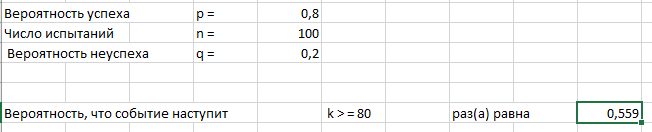 Вероятность успеха p = 0,8
Число испытаний n = 100
Вероятность неуспеха q = 0,2
Вероятность, что событие наступит k > = 80 раз(а) равна 0,559